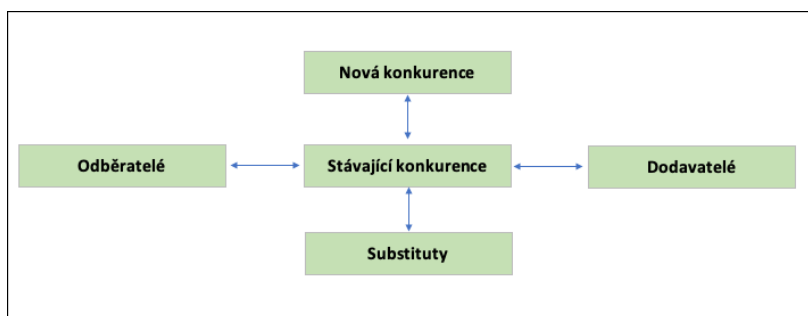 Nová konkurence
Odběratelé
Stávající konkurence
Dodavatelé
Substituty